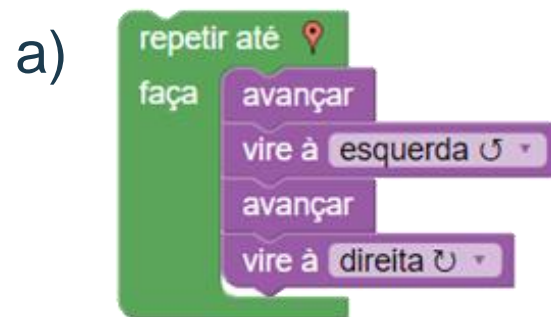 a)
repetir até
faça
avançar
vire à esquerda ↺
avançar
vire à direita ↻